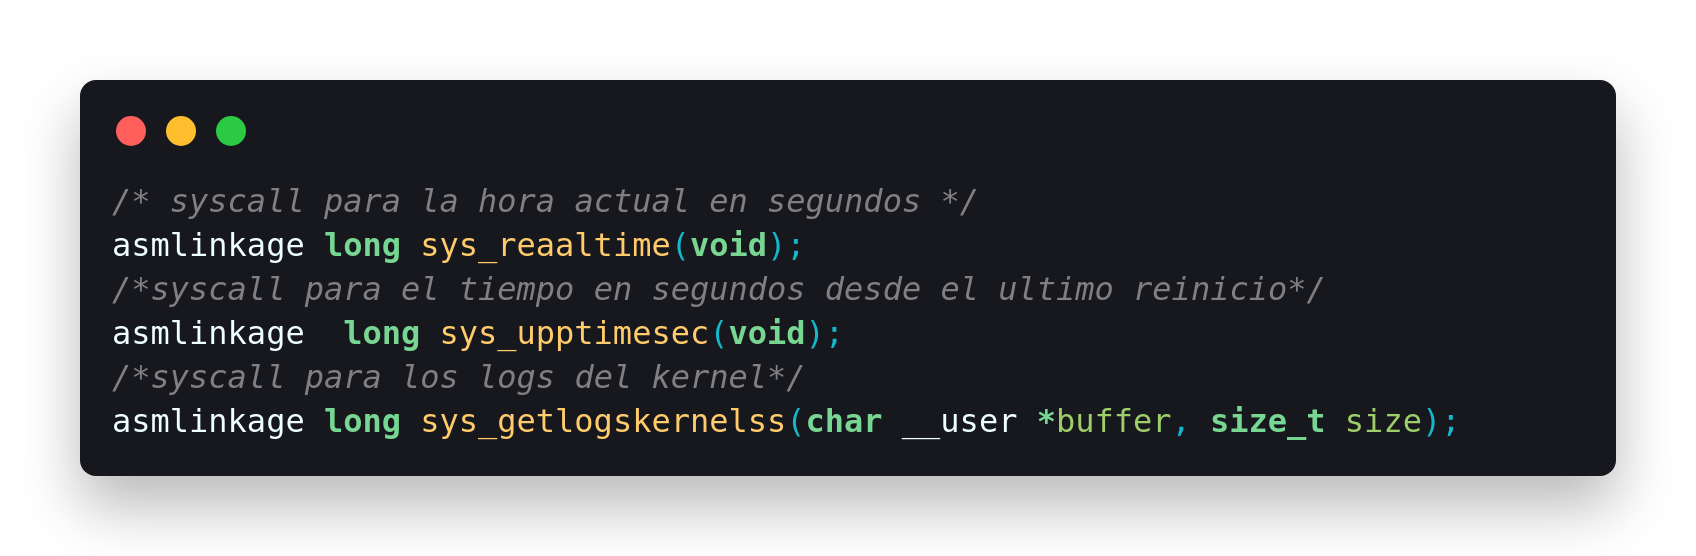 /* syscall para la hora actual en segundos */
asmlinkage long sys_reaaltime(void);
/*syscall para el tiempo en segundos desde el ultimo reinicio*/
asmlinkage  long sys_upptimesec(void);
/*syscall para los logs del kernel*/
asmlinkage long sys_getlogskernelss(char __user *buffer, size_t size);